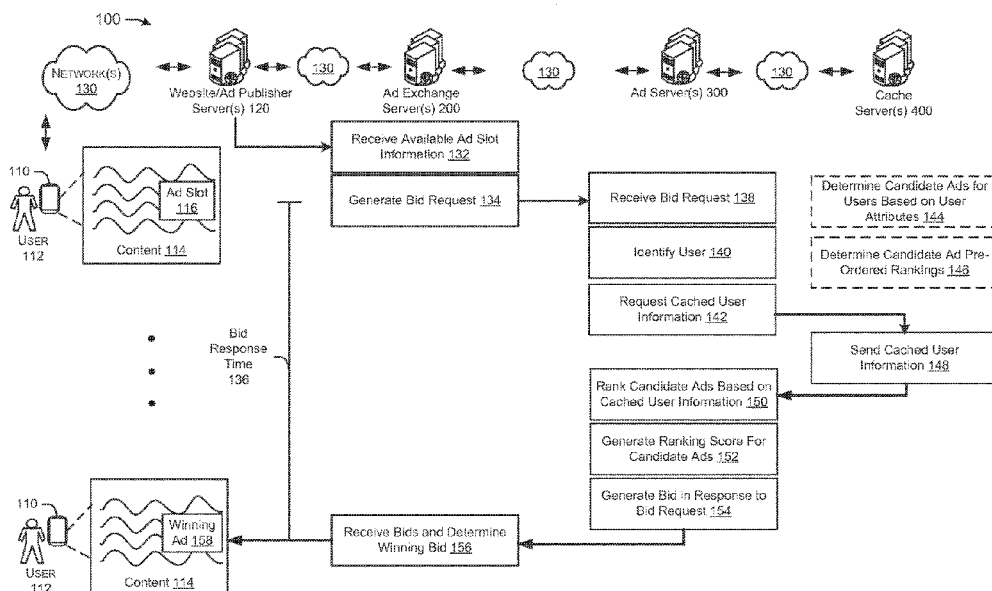 100
NETWORK(S)
130
130
130
130
Website/Ad Publisher
Server(s) 120
Ad Exchange
Server(s) 200
Ad Server(s) 300
Cache
Server(s) 400
110
USER
112
Ad Slot
116
Content 114
Receive Available Ad Slot
Information 132
Generate Bid Request 134
Receive Bid Request 138
Identify User 140
Request Cached User
Information 142
Determine Candidate Ads for
Users Based on User
Attributes 144
Determine Candidate Ad Pre-
Ordered Rankings 146
Send Cached User
Information 148
Bid
Response
Time
136
Rank Candidate Ads Based on
Cached User Information 150
Generate Ranking Score For
Candidate Ads 152
Generate Bid in Response to
Bid Request 154
Receive Bids and Determine
Winning Bid 156
110
USER
112
Winning
Ad 158
Content 114